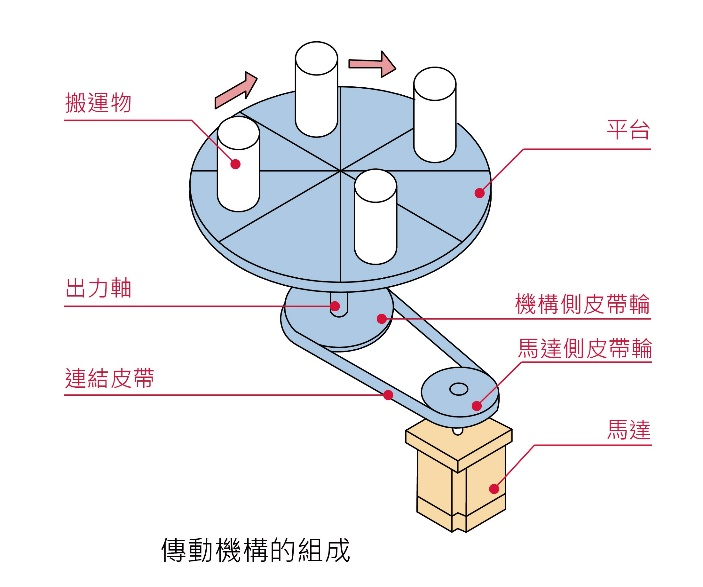 搬運物
平台
出力軸
機構側皮帶輪
馬達側皮帶輪
連結皮帶
馬達
傳動機構的組成